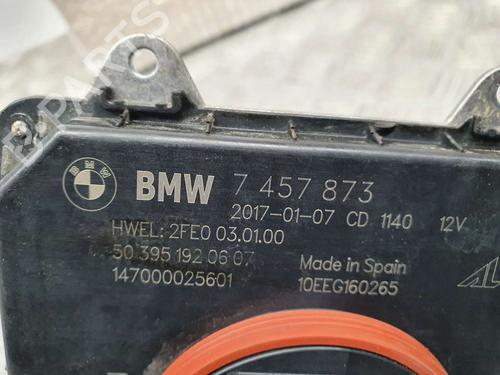 BMW 7 457 873
2017-01-07 CD 1140 12V
HWEL: 2FE0 03.01.00
50 395 192 06 07
147000025601
Made in Spain
10EEG160265